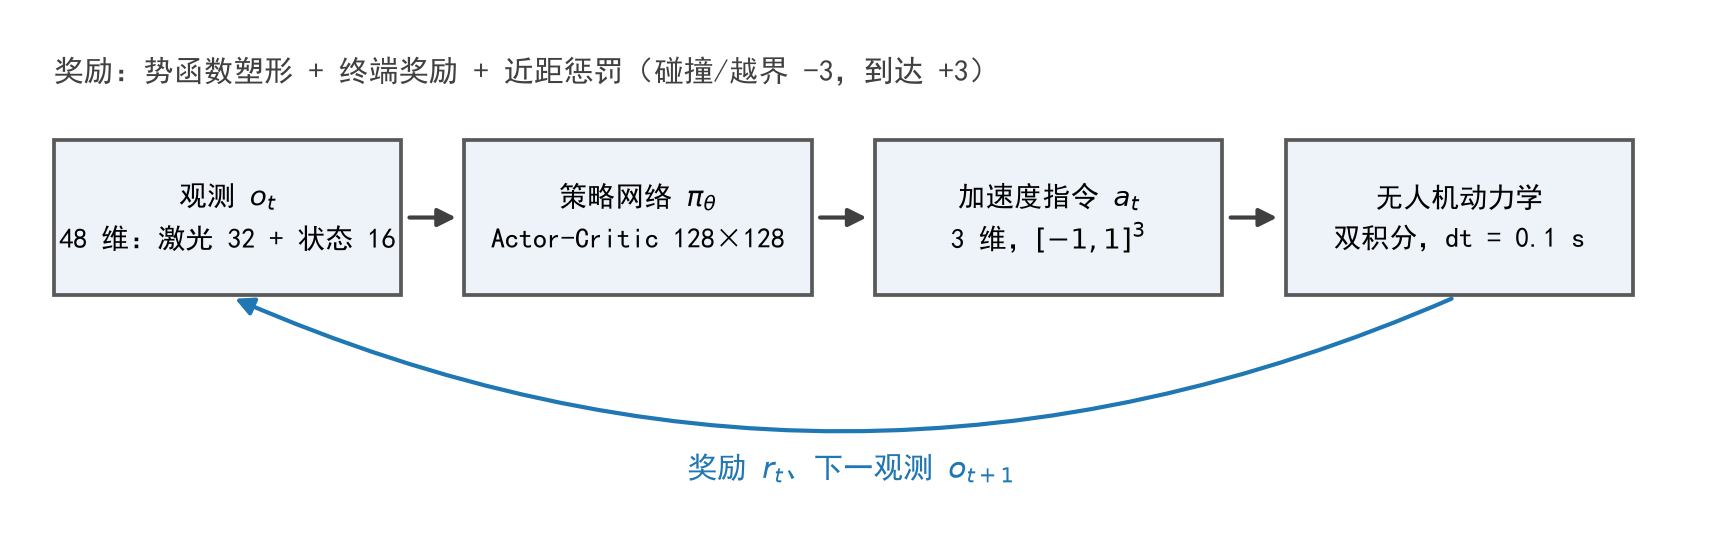 奖励：势函数塑形 + 终端奖励 + 近距惩罚（碰撞/越界 −3，到达 +3）
观测 oₜ
48 维：激光 32 + 状态 16
策略网络 π_θ
Actor-Critic 128×128
加速度指令 aₜ
3 维，[−1, 1]³
无人机动力学
双积分，dt = 0.1 s
奖励 rₜ、下一观测 oₜ₊₁